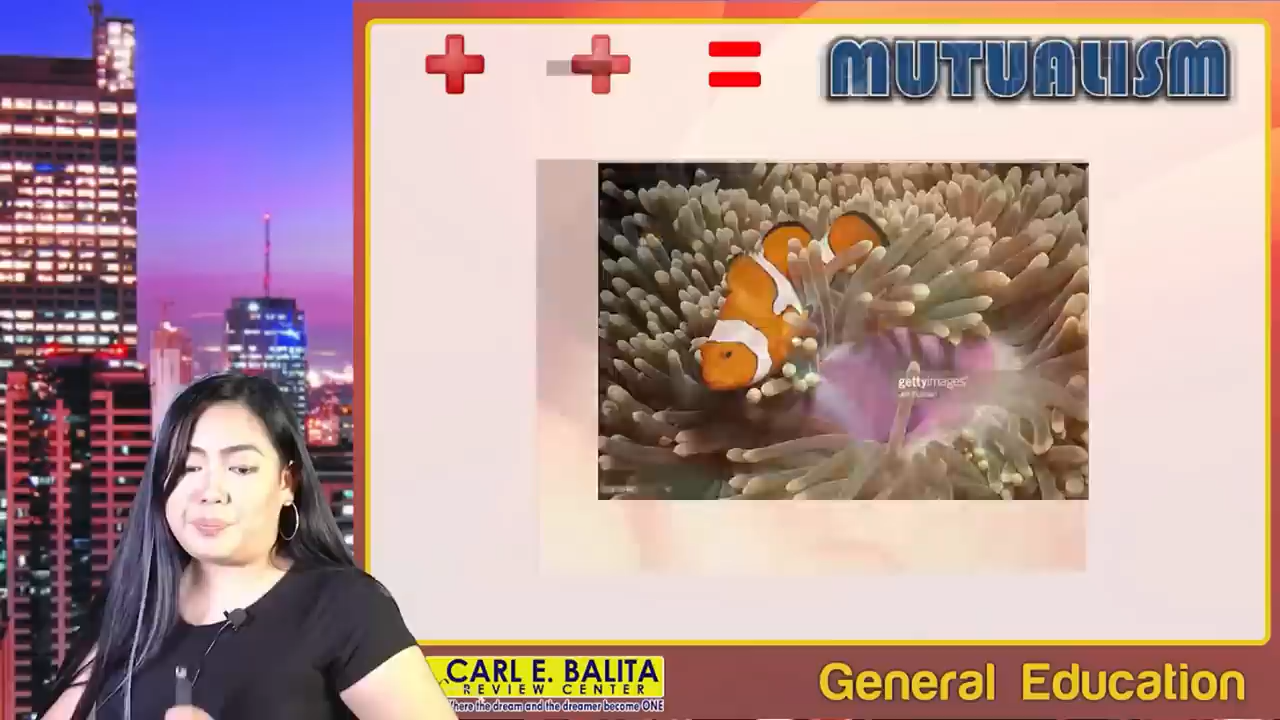 MUTUALISM
gettyimages
CARL E. BALITA
REVIEW CENTER
Where the dream and the dreamer become ONE
General Education